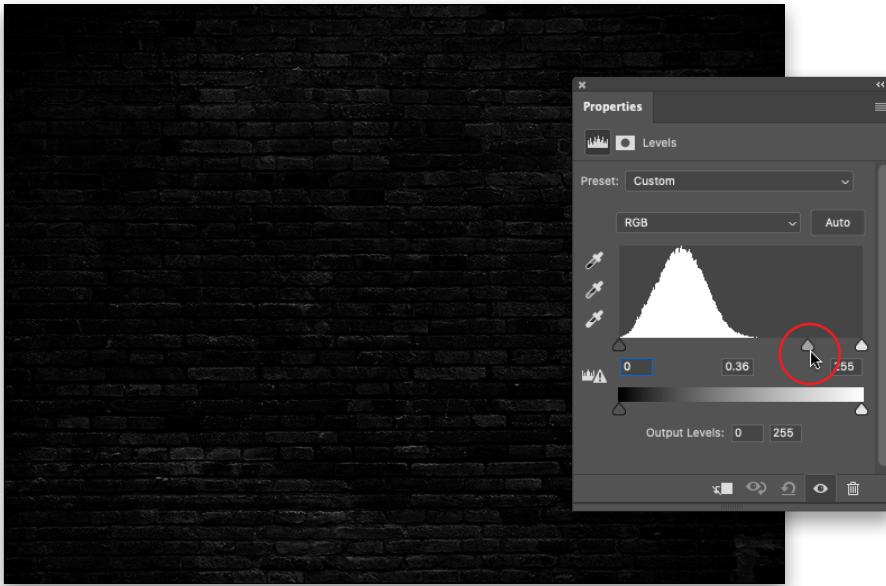 Properties
Levels
Preset: Custom
RGB Auto
0 0.36 255
Output Levels: 0 255